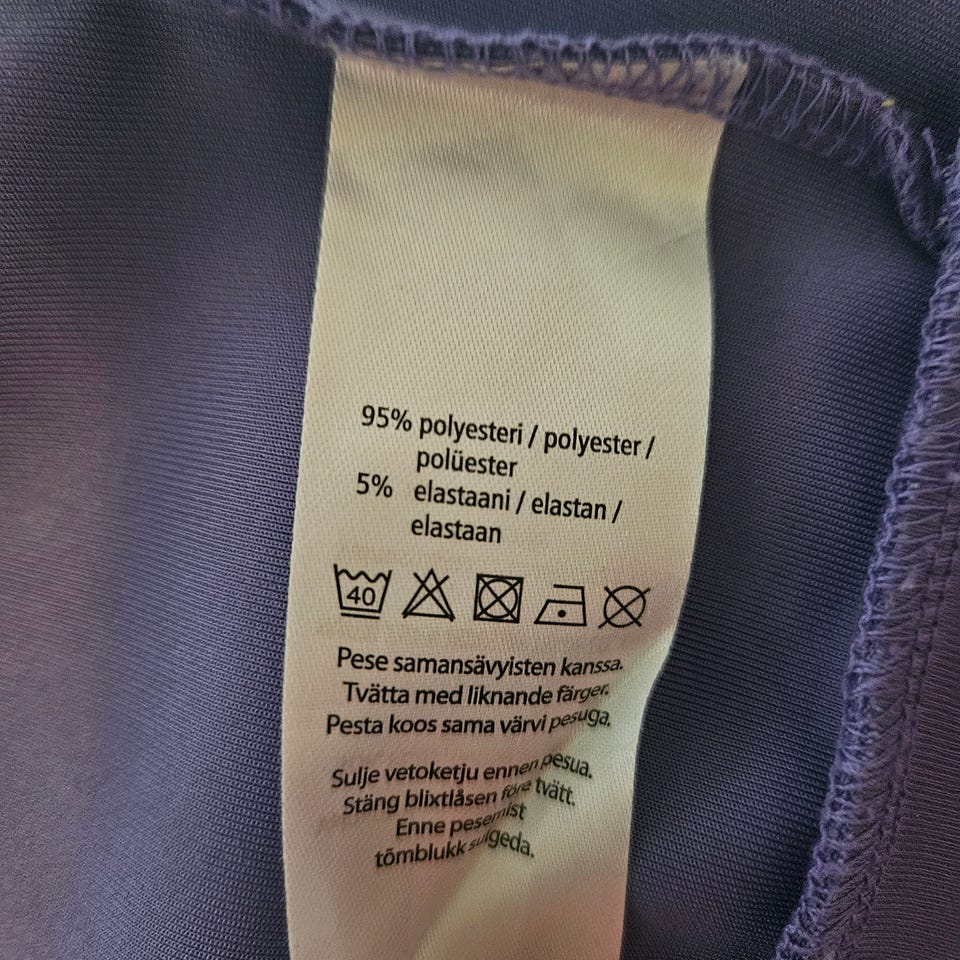 95% polyesteri / polyester /
polüester
5% elastaani / elastan /
elastaan
40
Pese samansävyisten kanssa.
Tvätta med liknande färger.
Pesta koos sama värvi pesuga.
Sulje vetoketju ennen pesua.
Stäng blixtlåsen före tvätt.
Enne pesemist
tõmblukk sulgeda.